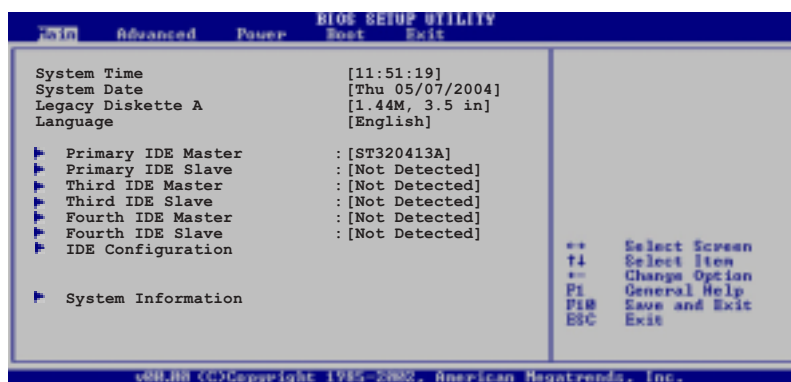 BIOS SETUP UTILITY
Main Advanced Power Boot Exit
System Time [11:51:19]
System Date [Thu 05/07/2004]
Legacy Diskette A [1.44M, 3.5 in]
Language [English]
Primary IDE Master :[ST320413A]
Primary IDE Slave :[Not Detected]
Third IDE Master :[Not Detected]
Third IDE Slave :[Not Detected]
Fourth IDE Master :[Not Detected]
Fourth IDE Slave :[Not Detected]
IDE Configuration
System Information
←→ Select Screen
↑↓ Select Item
+- Change Option
F1 General Help
F10 Save and Exit
ESC Exit
(C)Copyright 1985-2002, American Megatrends, Inc.